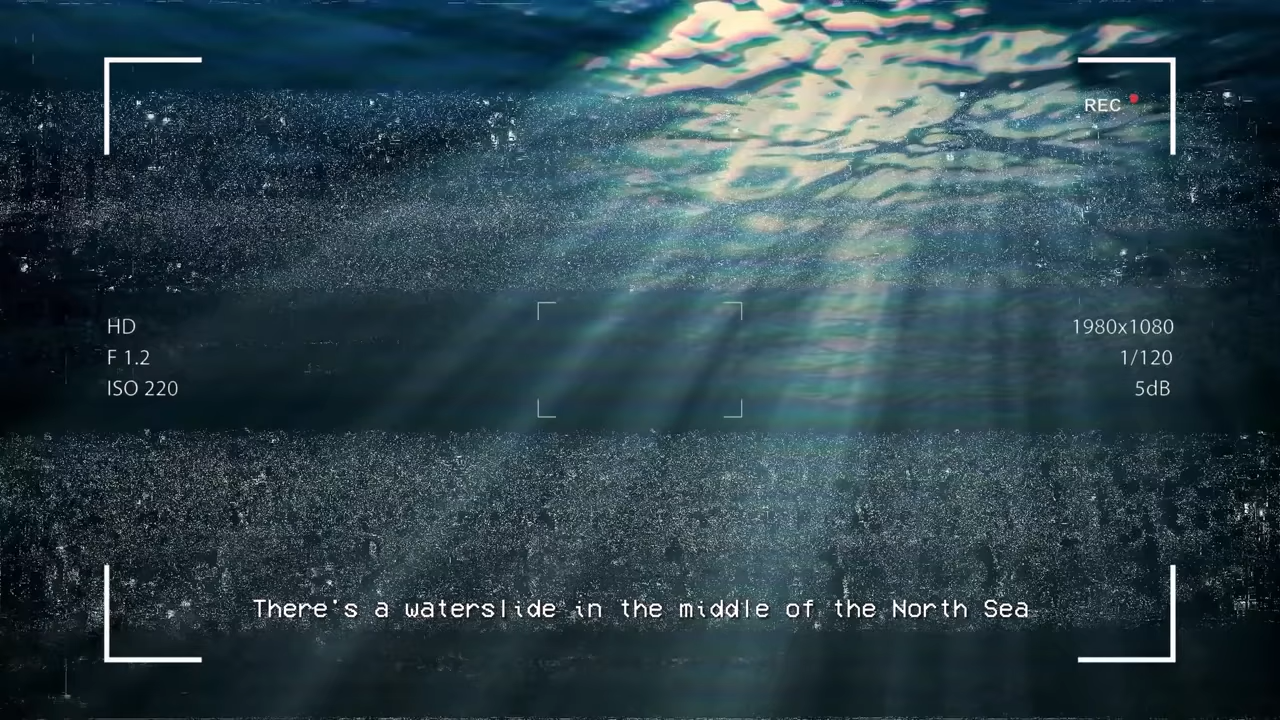 REC
HD
F 1.2
ISO 220
1980x1080
1/120
5dB
There's a waterslide in the middle of the North Sea